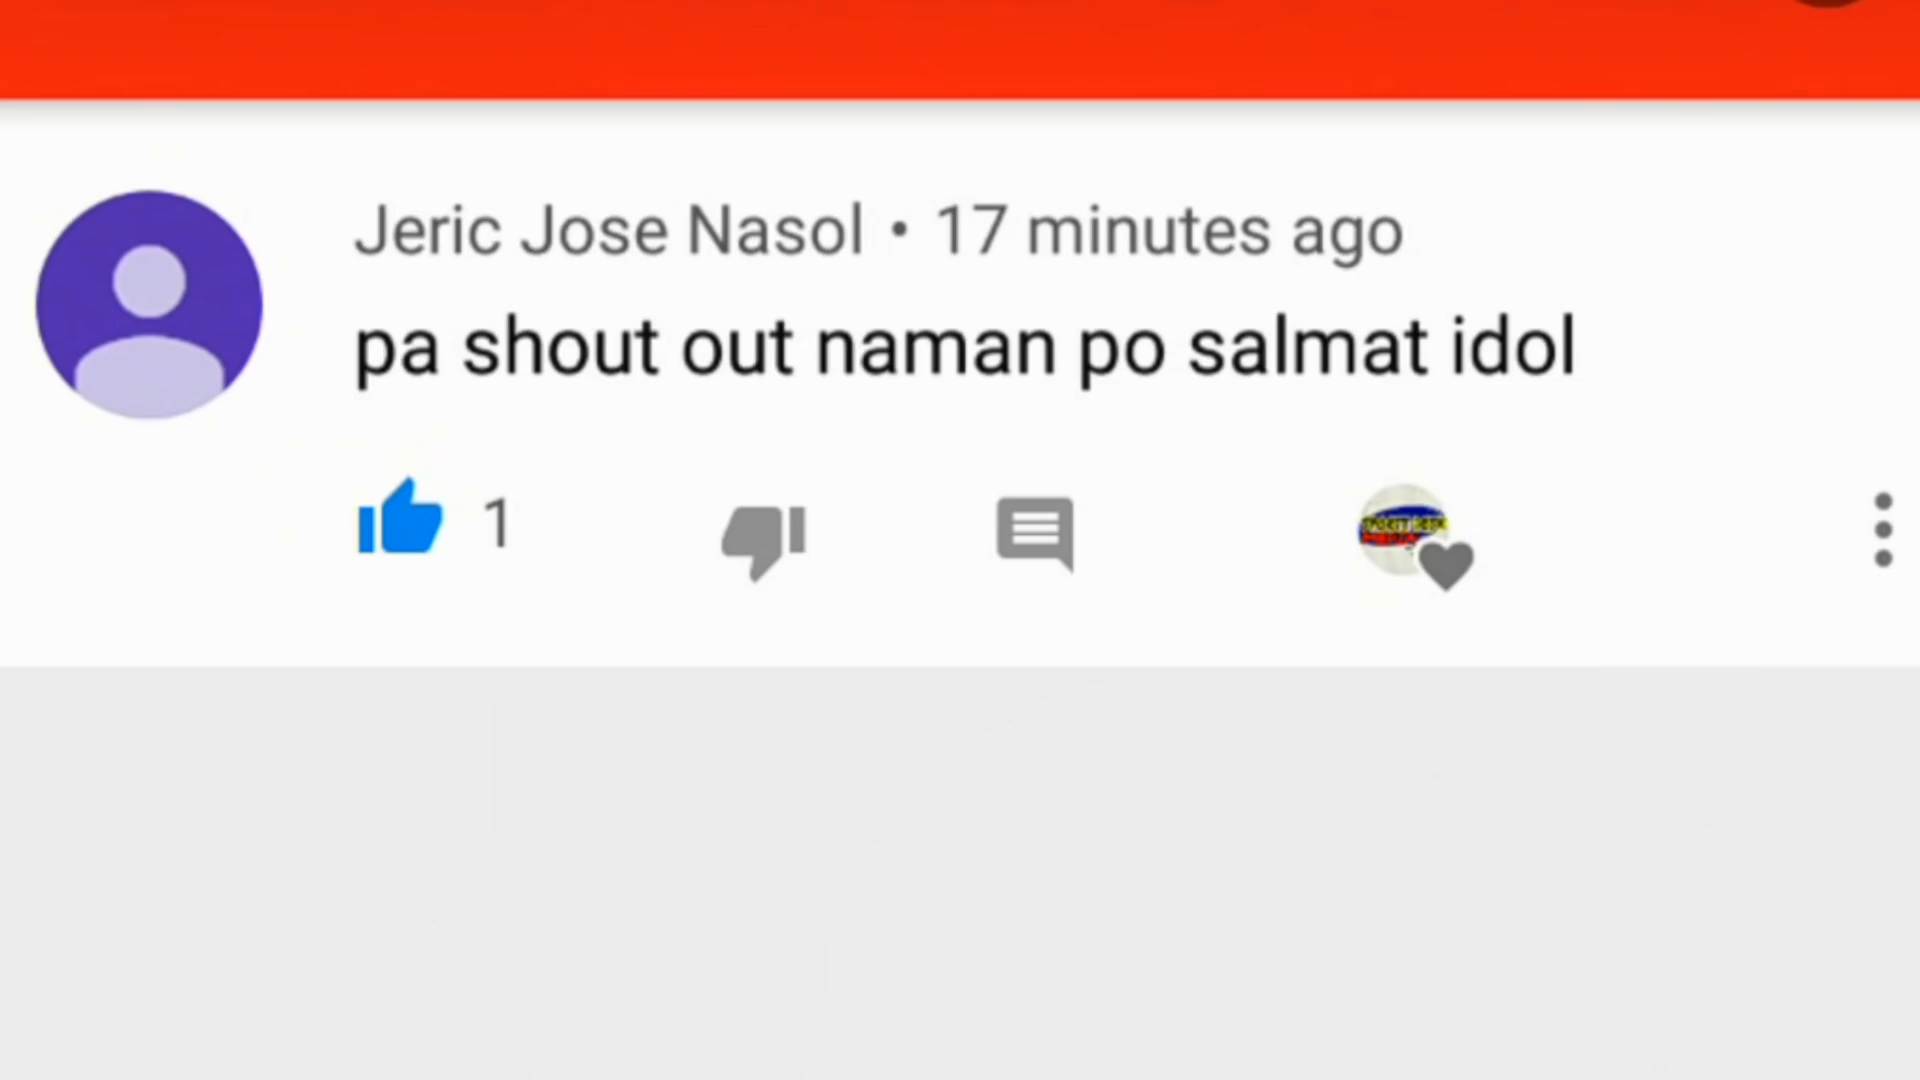 Jeric Jose Nasol • 17 minutes ago
pa shout out naman po salmat idol
1